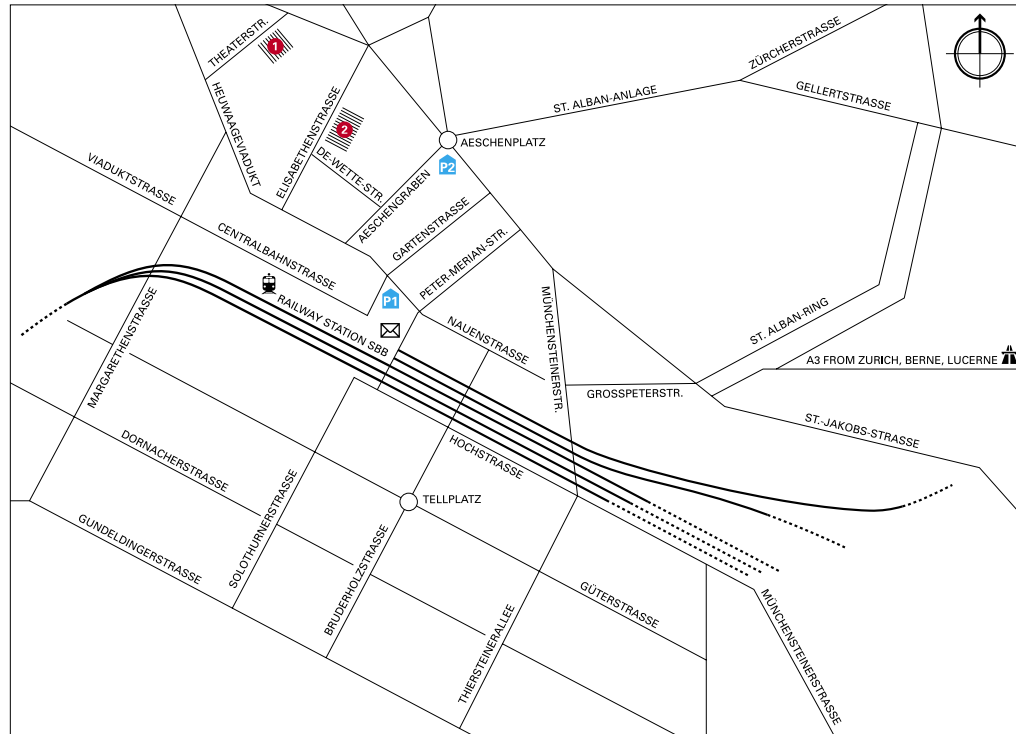 THEATERSTR.
1
ZÜRCHERSTRASSE
GELLERTSTRASSE
ST. ALBAN-ANLAGE
HEUWAAGEVIADUKT
ELISABETHENSTRASSE
2
AESCHENPLATZ
DE-WETTE-STR.
P2
VIADUKTSTRASSE
AESCHENGRABEN
GARTENSTRASSE
CENTRALBAHNSTRASSE
PETER-MERIAN-STR.
P1
RAILWAY STATION SBB
MARGARETHENSTRASSE
NAUENSTRASSE
MÜNCHENSTEINERSTR.
ST. ALBAN-RING
A3 FROM ZURICH, BERNE, LUCERNE
GROSSPETERSTR.
ST.-JAKOBS-STRASSE
DORNACHERSTRASSE
HOCHSTRASSE
TELLPLATZ
GUNDELDINGERSTRASSE
SOLOTHURNERSTRASSE
BRUDERHOLZSTRASSE
GÜTERSTRASSE
THIERSTEINERALLEE
MÜNCHENSTEINERSTRASSE